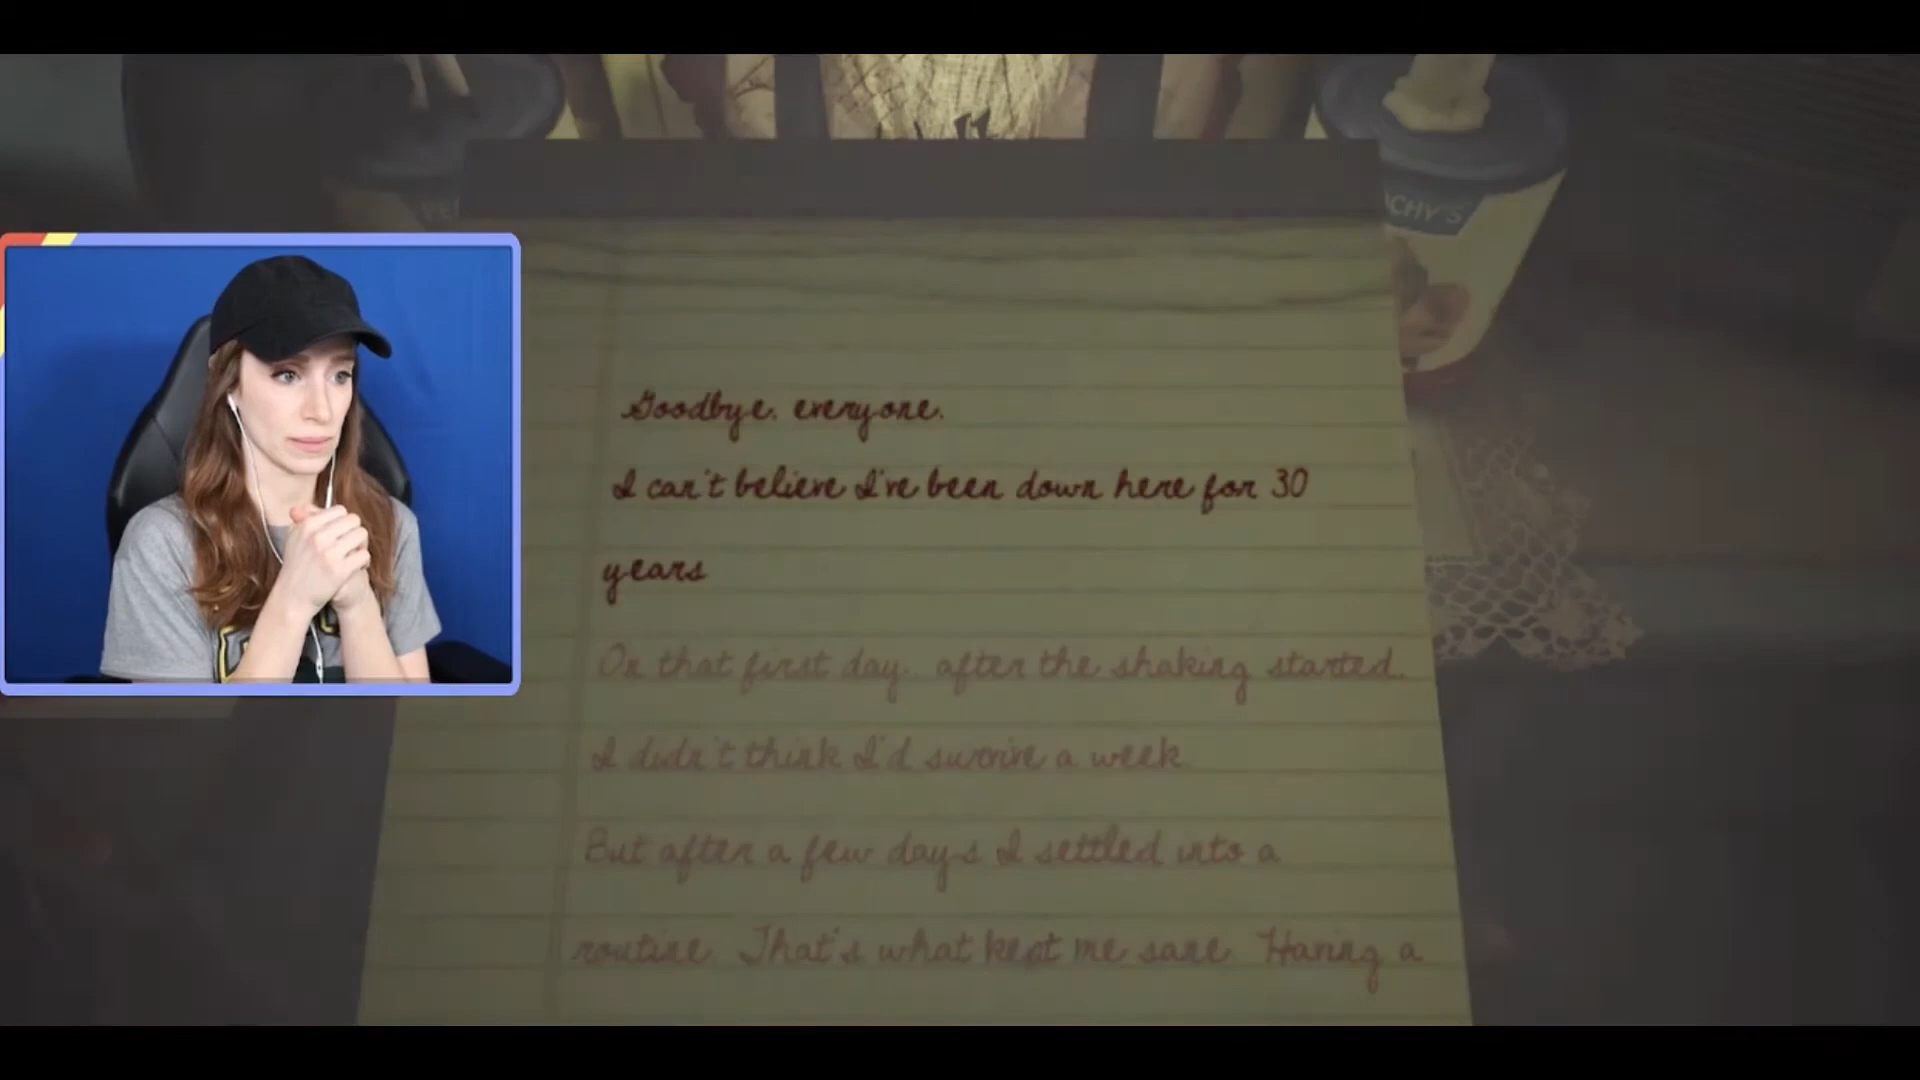 ACHY'S
Goodbye, everyone.
I can't believe I've been down here for 30
years
On that first day.. after the shaking started..
I didn't think I'd survive a week
But after a few days I settled into a
routine That's what kept me sane Having a